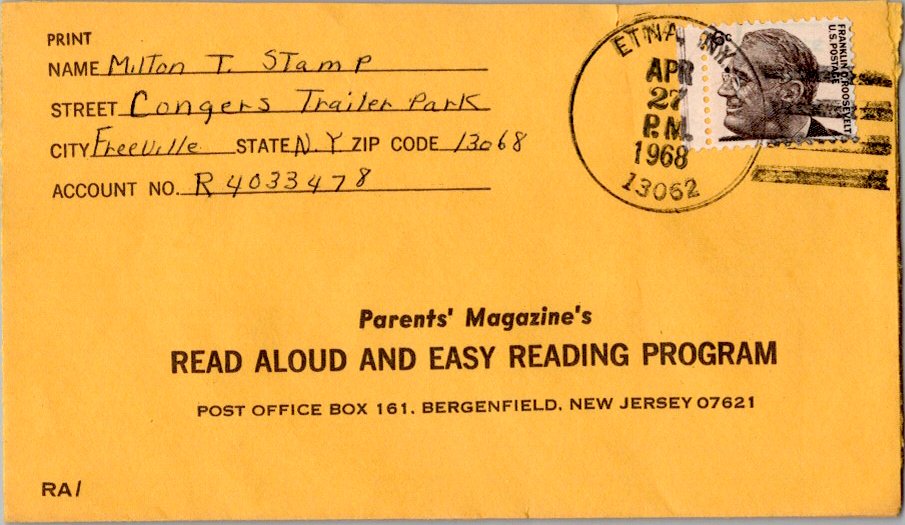 PRINT
NAME Milton T. Stamp
STREET Congers Trailer Park
CITY Freeville STATE N.Y ZIP CODE 13068
ACCOUNT NO. R4033478
ETNA, N.Y.
APR
27
P.M.
1968
13062
6c
FRANKLIN D. ROOSEVELT
U.S. POSTAGE
Parents' Magazine's
READ ALOUD AND EASY READING PROGRAM
POST OFFICE BOX 161, BERGENFIELD, NEW JERSEY 07621
RA/